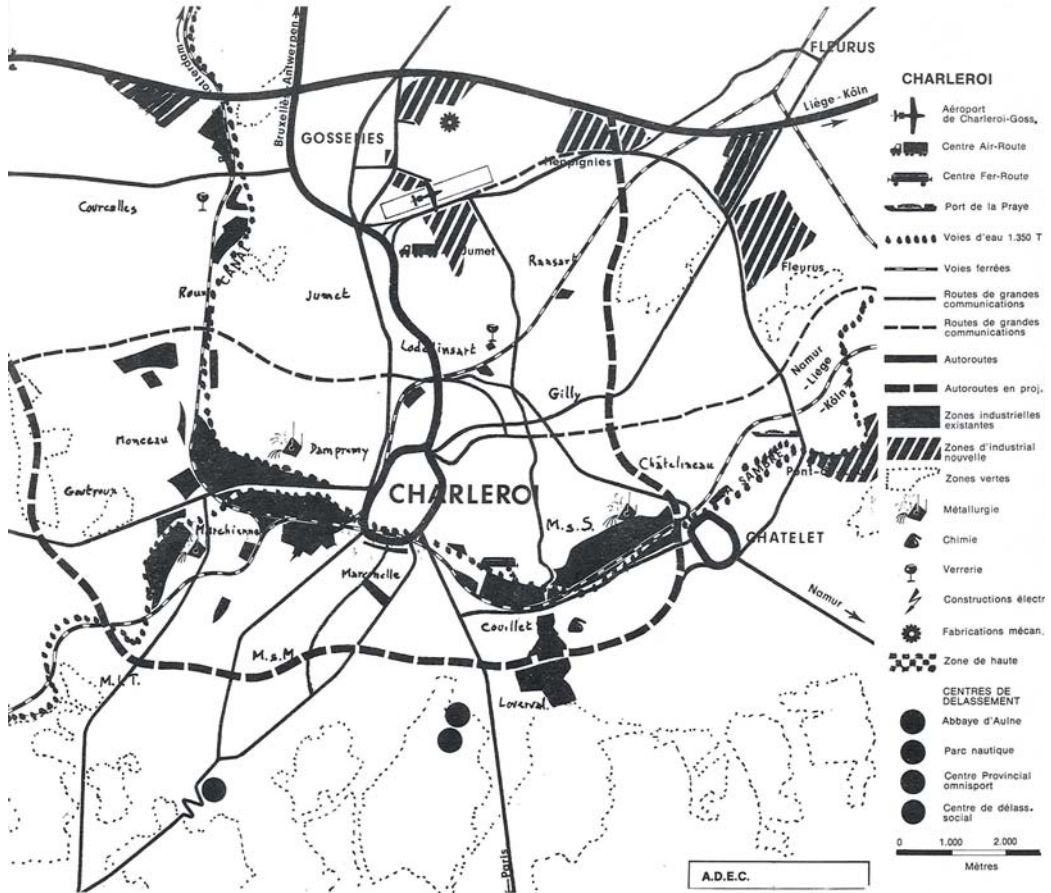 Rotterdam
Bruxelles Antwerpen
FLEURUS
Liège-Köln
GOSSELIES
Heppignies
Courcelles
CANAL
Roux
Jumet
Jumet
Ransart
Fleurus
Lodelinsart
Gilly
Namur
-Liège
-Köln
Monceau
Dampremy
Châtelineau
SAMBRE
Goutroux
CHARLEROI
Marchienne
M.s.S.
CHATELET
Marcinelle
Namur
Couillet
M.s.M.
M.l.T.
Loverval
Paris
A.D.E.C.
CHARLEROI
Aéroport
de Charleroi-Goss.
Centre Air-Route
Centre Fer-Route
Port de la Praye
Voies d'eau 1.350 T
Voies ferrées
Routes de grandes
communications
Routes de grandes
communications
Autoroutes
Autoroutes en proj.
Zones industrielles
existantes
Zones d'industrial
nouvelle
Zones vertes
Métallurgie
Chimie
Verrerie
Constructions électr
Fabrications mécan.
Zone de haute
CENTRES DE
DELASSEMENT
Abbaye d'Aulne
Parc nautique
Centre Provincial
omnisport
Centre de délass.
social
0 1.000 2.000
Mètres